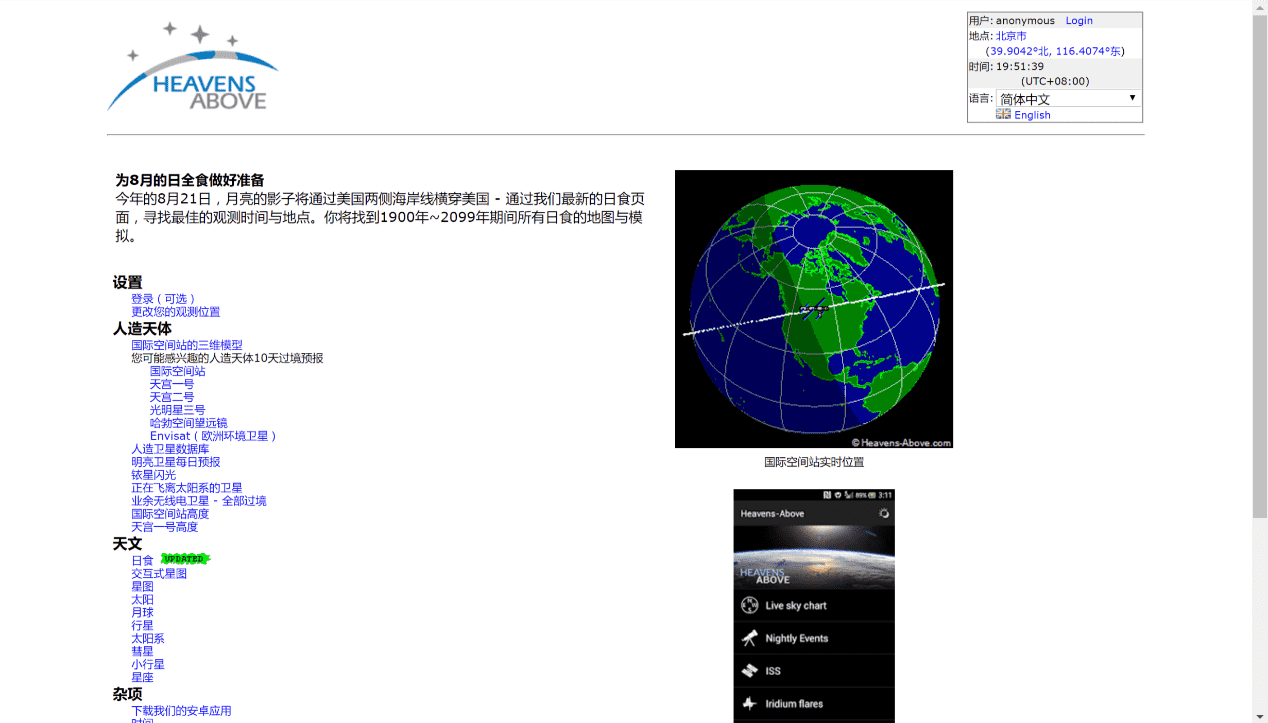 HEAVENS
ABOVE
用户: anonymous Login
地点: 北京市
(39.9042°北, 116.4074°东)
时间: 19:51:39
(UTC+08:00)
语言: 简体中文
English
为8月的日全食做好准备
今年的8月21日，月亮的影子将通过美国两侧海岸线横穿美国 - 通过我们最新的日食页
面，寻找最佳的观测时间与地点。你将找到1900年~2099年期间所有日食的地图与模
拟。
设置
登录 ( 可选 )
更改您的观测位置
人造天体
国际空间站的三维模型
您可能感兴趣的人造天体10天过境预报
国际空间站
天宫一号
天宫二号
光明星三号
哈勃空间望远镜
Envisat ( 欧洲环境卫星 )
人造卫星数据库
明亮卫星每日预报
铱星闪光
正在飞离太阳系的卫星
业余无线电卫星 - 全部过境
国际空间站高度
天宫一号高度
天文
日食 UPDATED
交互式星图
星图
太阳
月球
行星
太阳系
彗星
小行星
星座
杂项
下载我们的安卓应用
时间
© Heavens-Above.com
国际空间站实时位置
89% 3:11
Heavens-Above
HEAVENS
ABOVE
Live sky chart
Nightly Events
ISS
Iridium flares